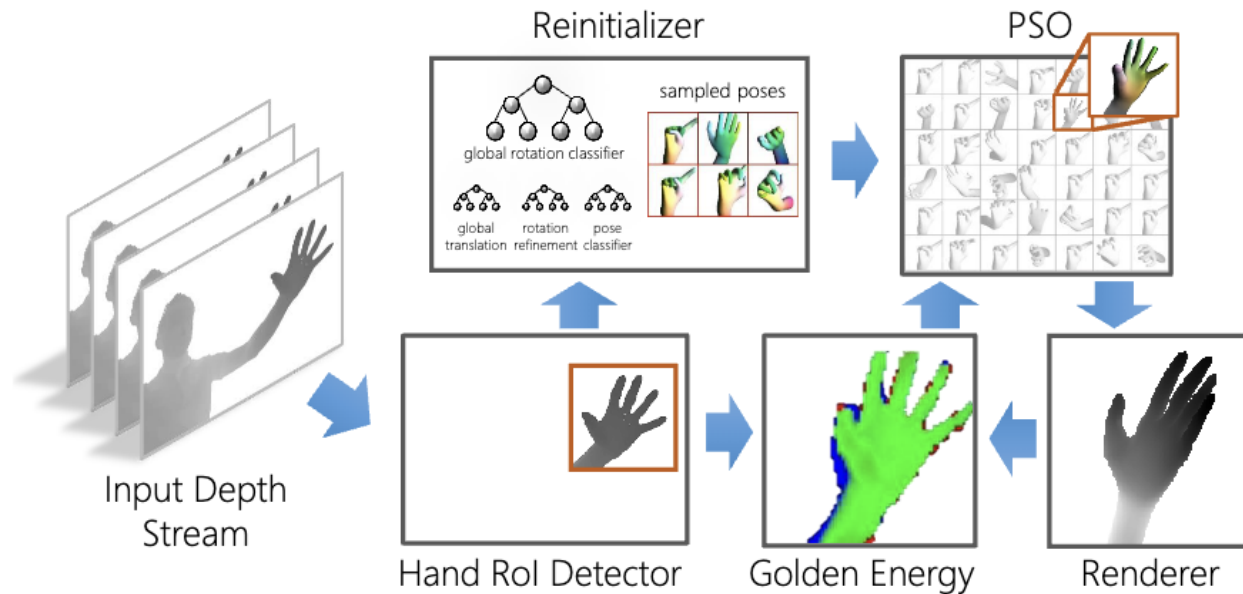 Reinitializer
PSO
sampled poses
global rotation classifier
global
translation
rotation
refinement
pose
classifier
Input Depth
Stream
Hand RoI Detector
Golden Energy
Renderer